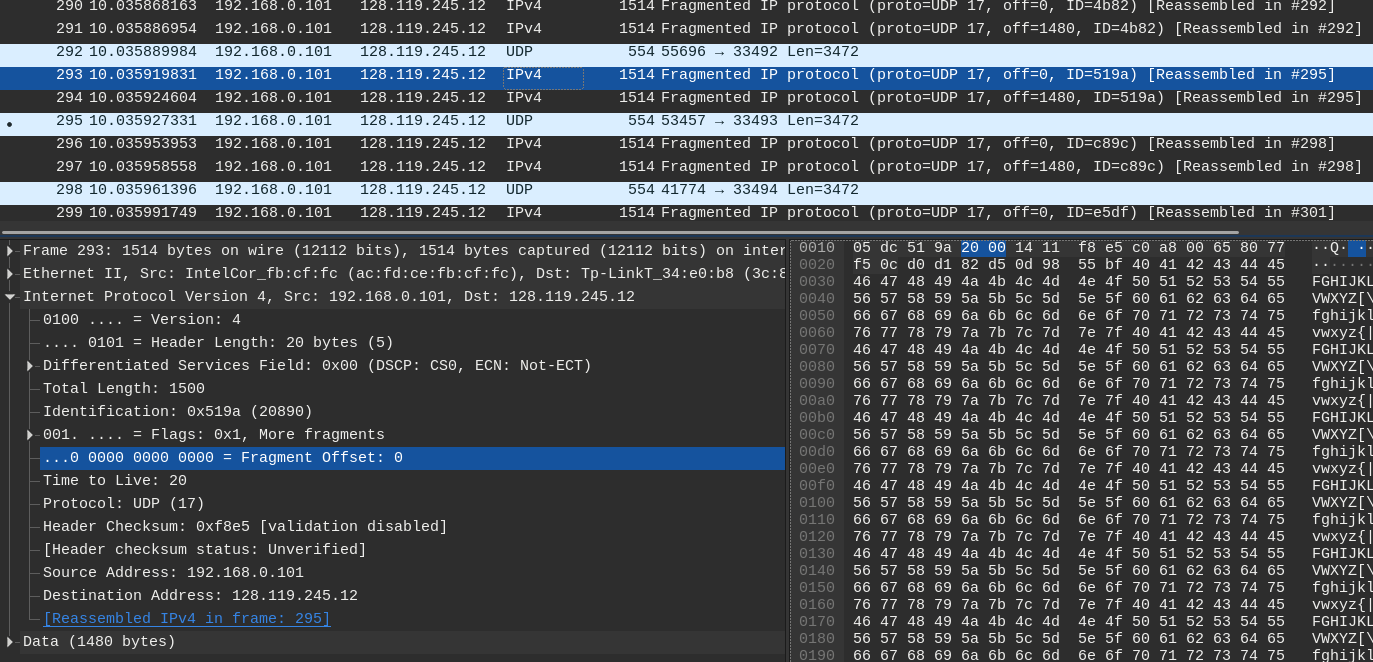 290 10.035868163 192.168.0.101 128.119.245.12 IPv4 1514 Fragmented IP protocol (proto=UDP 17, off=0, ID=4b82) [Reassembled in #292]
291 10.035886954 192.168.0.101 128.119.245.12 IPv4 1514 Fragmented IP protocol (proto=UDP 17, off=1480, ID=4b82) [Reassembled in #292]
292 10.035889984 192.168.0.101 128.119.245.12 UDP 554 55696 → 33492 Len=3472
293 10.035919831 192.168.0.101 128.119.245.12 IPv4 1514 Fragmented IP protocol (proto=UDP 17, off=0, ID=519a) [Reassembled in #295]
294 10.035924604 192.168.0.101 128.119.245.12 IPv4 1514 Fragmented IP protocol (proto=UDP 17, off=1480, ID=519a) [Reassembled in #295]
295 10.035927331 192.168.0.101 128.119.245.12 UDP 554 53457 → 33493 Len=3472
296 10.035953953 192.168.0.101 128.119.245.12 IPv4 1514 Fragmented IP protocol (proto=UDP 17, off=0, ID=c89c) [Reassembled in #298]
297 10.035958558 192.168.0.101 128.119.245.12 IPv4 1514 Fragmented IP protocol (proto=UDP 17, off=1480, ID=c89c) [Reassembled in #298]
298 10.035961396 192.168.0.101 128.119.245.12 UDP 554 41774 → 33494 Len=3472
299 10.035991749 192.168.0.101 128.119.245.12 IPv4 1514 Fragmented IP protocol (proto=UDP 17, off=0, ID=e5df) [Reassembled in #301]
Frame 293: 1514 bytes on wire (12112 bits), 1514 bytes captured (12112 bits) on inter
Ethernet II, Src: IntelCor_fb:cf:fc (ac:fd:ce:fb:cf:fc), Dst: Tp-LinkT_34:e0:b8 (3c:8
Internet Protocol Version 4, Src: 192.168.0.101, Dst: 128.119.245.12
0100 .... = Version: 4
.... 0101 = Header Length: 20 bytes (5)
Differentiated Services Field: 0x00 (DSCP: CS0, ECN: Not-ECT)
Total Length: 1500
Identification: 0x519a (20890)
001. .... = Flags: 0x1, More fragments
...0 0000 0000 0000 = Fragment Offset: 0
Time to Live: 20
Protocol: UDP (17)
Header Checksum: 0xf8e5 [validation disabled]
[Header checksum status: Unverified]
Source Address: 192.168.0.101
Destination Address: 128.119.245.12
[Reassembled IPv4 in frame: 295]
Data (1480 bytes)
0010 05 dc 51 9a 20 00 14 11 f8 e5 c0 a8 00 65 80 77 ··Q· ·
0020 f5 0c d0 d1 82 d5 0d 98 55 bf 40 41 42 43 44 45 ·······
0030 46 47 48 49 4a 4b 4c 4d 4e 4f 50 51 52 53 54 55 FGHIJKL
0040 56 57 58 59 5a 5b 5c 5d 5e 5f 60 61 62 63 64 65 VWXYZ[\
0050 66 67 68 69 6a 6b 6c 6d 6e 6f 70 71 72 73 74 75 fghijkl
0060 76 77 78 79 7a 7b 7c 7d 7e 7f 40 41 42 43 44 45 vwxyz{|
0070 46 47 48 49 4a 4b 4c 4d 4e 4f 50 51 52 53 54 55 FGHIJKL
0080 56 57 58 59 5a 5b 5c 5d 5e 5f 60 61 62 63 64 65 VWXYZ[\
0090 66 67 68 69 6a 6b 6c 6d 6e 6f 70 71 72 73 74 75 fghijkl
00a0 76 77 78 79 7a 7b 7c 7d 7e 7f 40 41 42 43 44 45 vwxyz{|
00b0 46 47 48 49 4a 4b 4c 4d 4e 4f 50 51 52 53 54 55 FGHIJKL
00c0 56 57 58 59 5a 5b 5c 5d 5e 5f 60 61 62 63 64 65 VWXYZ[\
00d0 66 67 68 69 6a 6b 6c 6d 6e 6f 70 71 72 73 74 75 fghijkl
00e0 76 77 78 79 7a 7b 7c 7d 7e 7f 40 41 42 43 44 45 vwxyz{|
00f0 46 47 48 49 4a 4b 4c 4d 4e 4f 50 51 52 53 54 55 FGHIJKL
0100 56 57 58 59 5a 5b 5c 5d 5e 5f 60 61 62 63 64 65 VWXYZ[\
0110 66 67 68 69 6a 6b 6c 6d 6e 6f 70 71 72 73 74 75 fghijkl
0120 76 77 78 79 7a 7b 7c 7d 7e 7f 40 41 42 43 44 45 vwxyz{|
0130 46 47 48 49 4a 4b 4c 4d 4e 4f 50 51 52 53 54 55 FGHIJKL
0140 56 57 58 59 5a 5b 5c 5d 5e 5f 60 61 62 63 64 65 VWXYZ[\
0150 66 67 68 69 6a 6b 6c 6d 6e 6f 70 71 72 73 74 75 fghijkl
0160 76 77 78 79 7a 7b 7c 7d 7e 7f 40 41 42 43 44 45 vwxyz{|
0170 46 47 48 49 4a 4b 4c 4d 4e 4f 50 51 52 53 54 55 FGHIJKL
0180 56 57 58 59 5a 5b 5c 5d 5e 5f 60 61 62 63 64 65 VWXYZ[\
0190 66 67 68 69 6a 6b 6c 6d 6e 6f 70 71 72 73 74 75 fghijkl